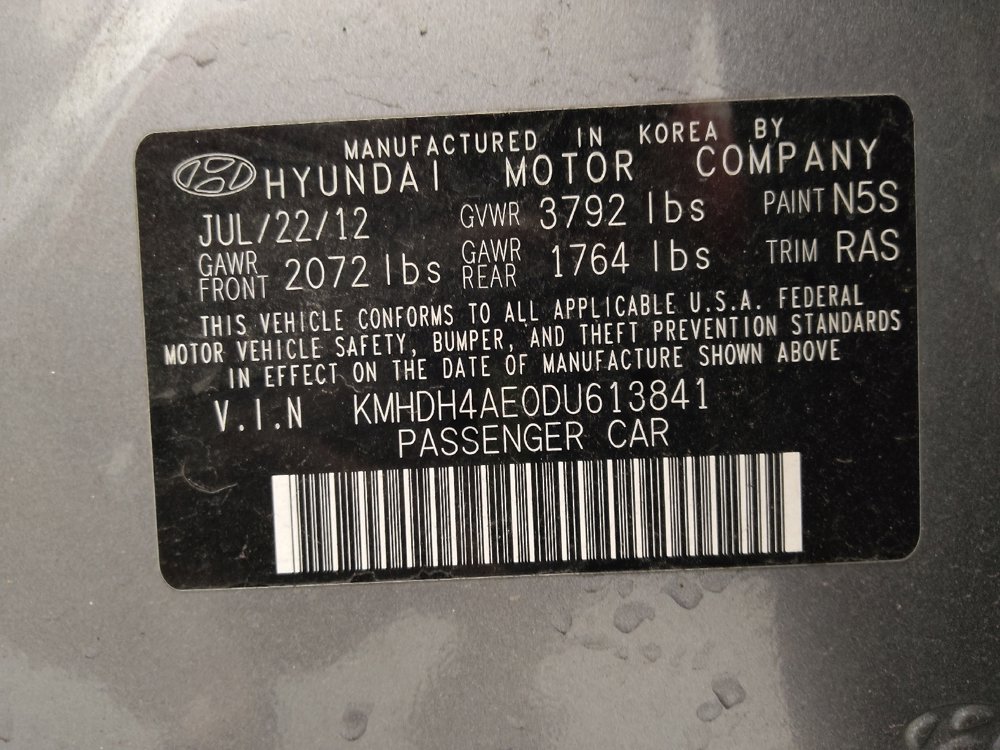 MANUFACTURED IN KOREA BY
HYUNDAI MOTOR COMPANY
JUL/22/12 GVWR 3792 lbs PAINT N5S
GAWR FRONT 2072 lbs GAWR REAR 1764 lbs TRIM RAS
THIS VEHICLE CONFORMS TO ALL APPLICABLE U.S.A. FEDERAL
MOTOR VEHICLE SAFETY, BUMPER, AND THEFT PREVENTION STANDARDS
IN EFFECT ON THE DATE OF MANUFACTURE SHOWN ABOVE
V.I.N KMHDH4AE0DU613841
PASSENGER CAR